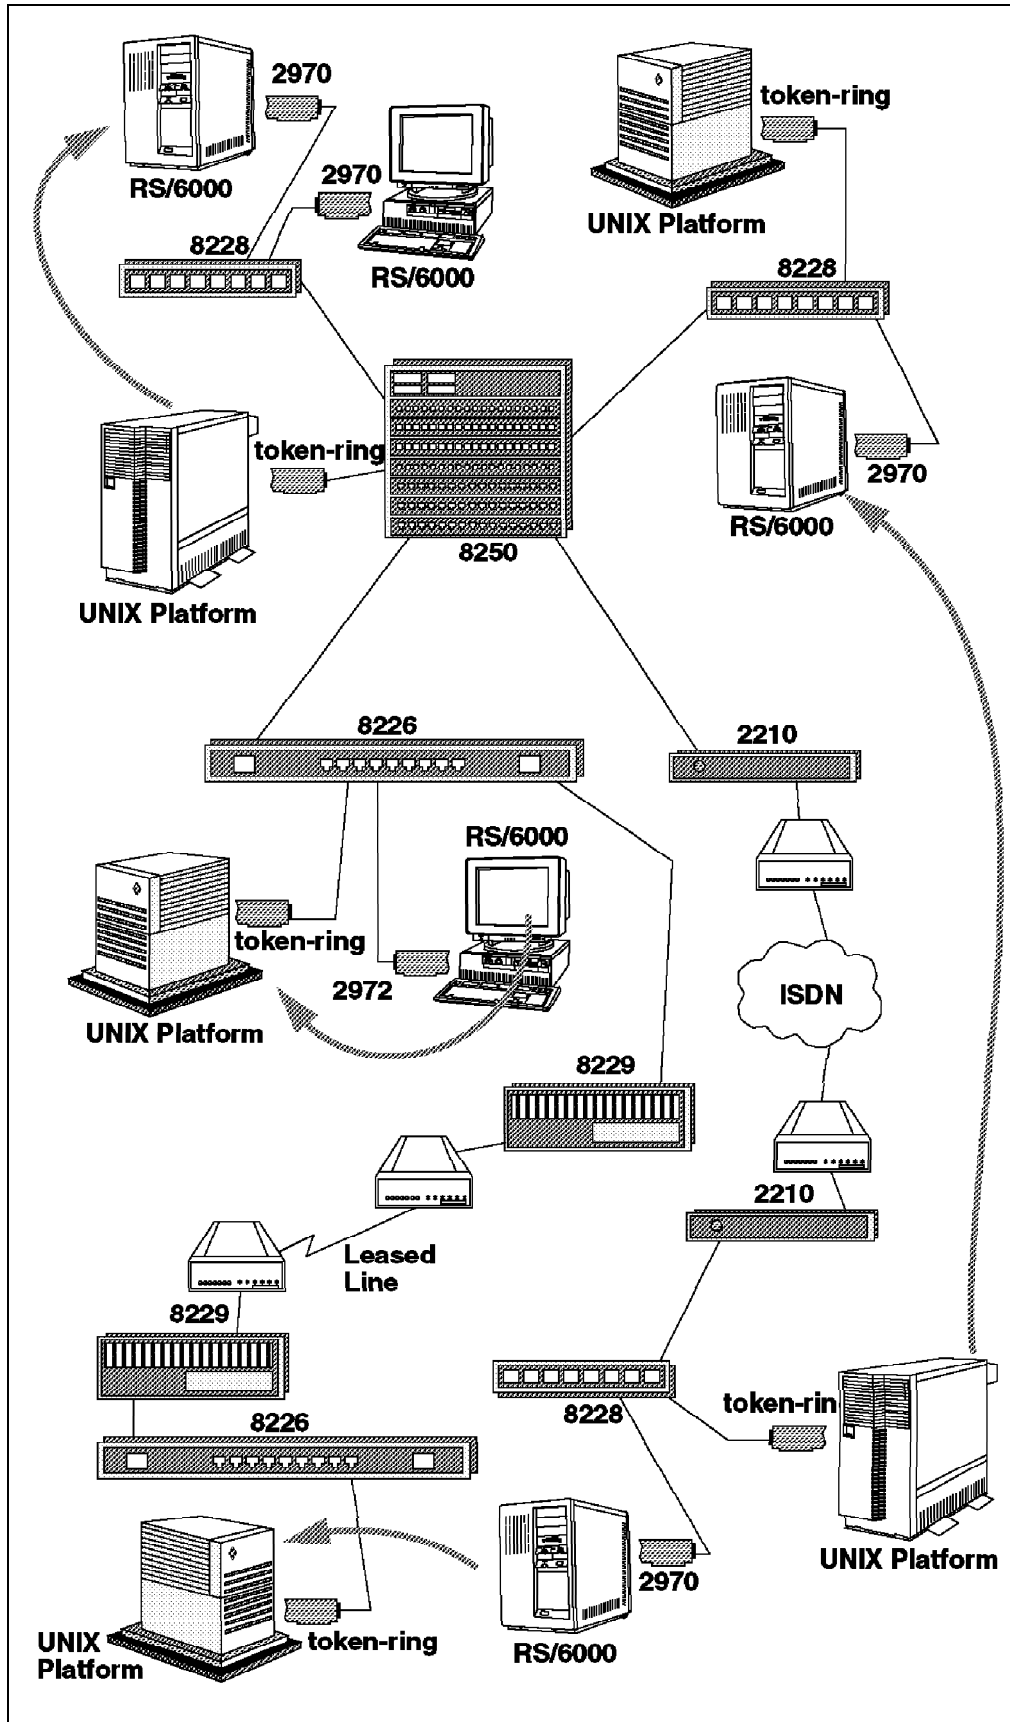 2970
token-ring
2970
RS/6000
UNIX Platform
8228
RS/6000
8228
token-ring
2970
8250
RS/6000
UNIX Platform
8226
2210
RS/6000
token-ring
2972
ISDN
UNIX Platform
8229
2210
Leased
Line
8229
8228
token-rin
8226
UNIX Platform
2970
token-ring
UNIX
Platform
RS/6000